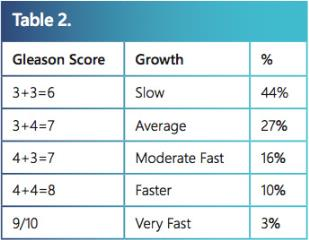 Table 2.
Gleason Score Growth %
3+3=6 Slow 44%
3+4=7 Average 27%
4+3=7 Moderate Fast 16%
4+4=8 Faster 10%
9/10 Very Fast 3%